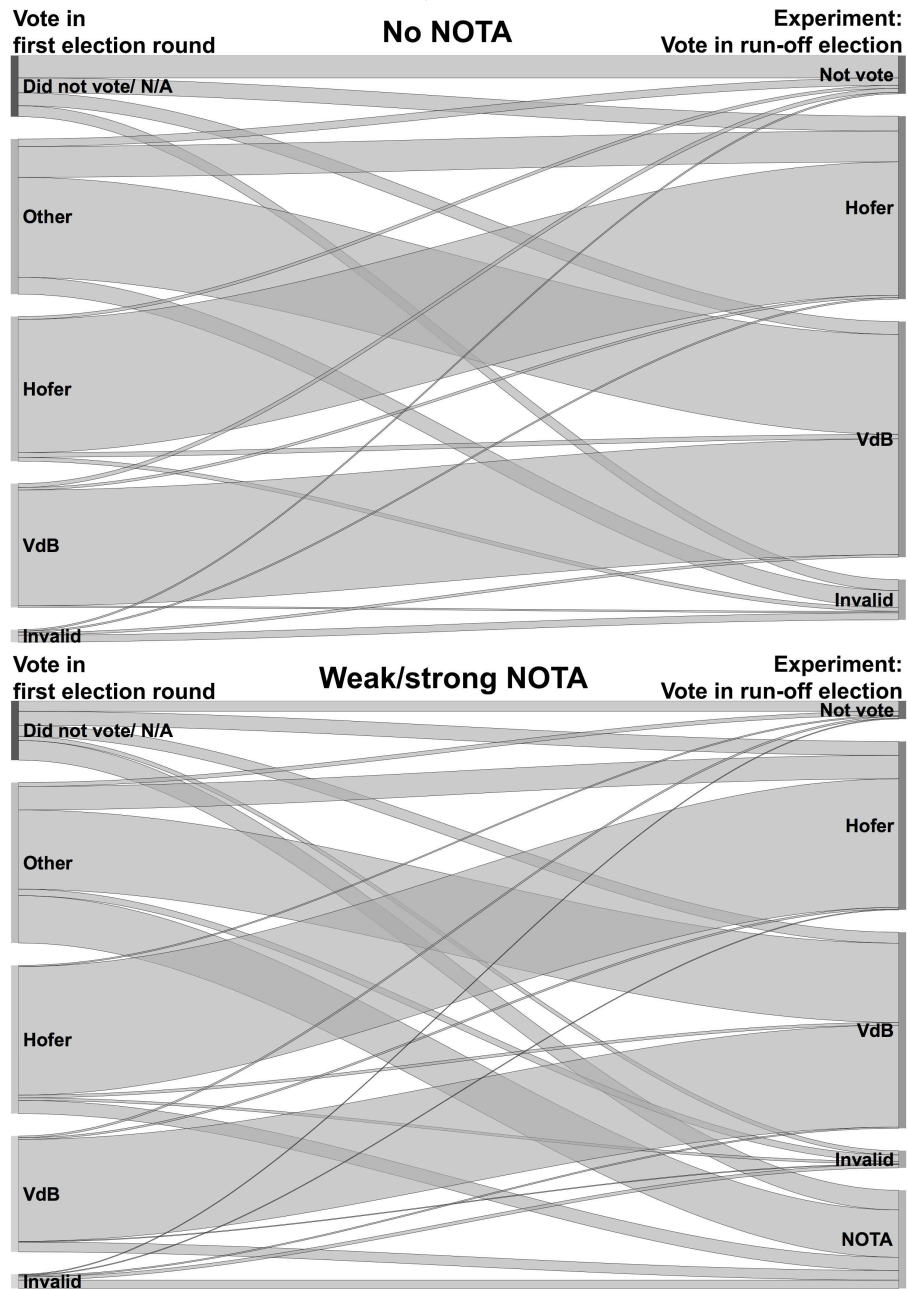 Vote in
first election round
No NOTA
Experiment:
Vote in run-off election
Did not vote/ N/A
Other
Hofer
VdB
Invalid
Not vote
Hofer
VdB
Invalid
Vote in
first election round
Weak/strong NOTA
Experiment:
Vote in run-off election
Did not vote/ N/A
Other
Hofer
VdB
Invalid
Not vote
Hofer
VdB
Invalid
NOTA